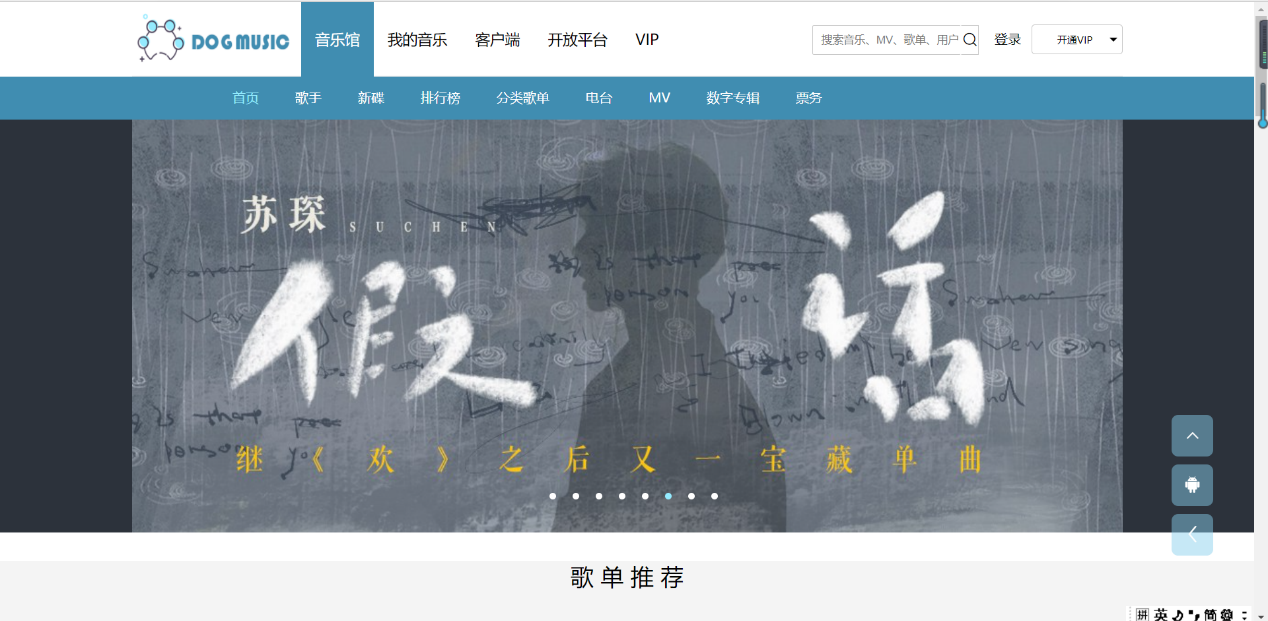 DOG MUSIC
音乐馆 我的音乐 客户端 开放平台 VIP
搜索音乐、MV、歌单、用户 登录 开通VIP
首页 歌手 新碟 排行榜 分类歌单 电台 MV 数字专辑 票务
苏琛 SUCHEN
假话
继《欢》之后又一宝藏单曲
歌单推荐
拼 英 简